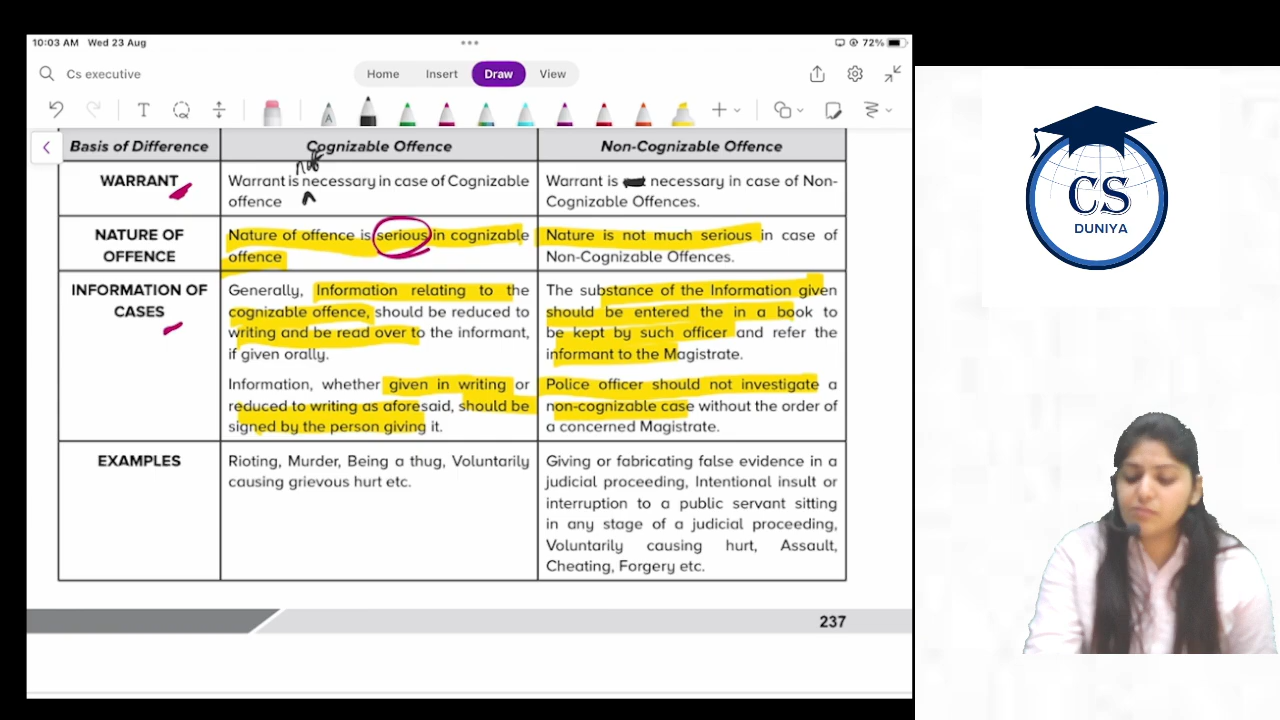 10:03 AM Wed 23 Aug
72%
Cs executive
Home Insert Draw View
Basis of Difference Cognizable Offence Non-Cognizable Offence
WARRANT
not
Warrant is necessary in case of Cognizable
offence
Warrant is necessary in case of Non-
Cognizable Offences.
NATURE OF
OFFENCE
Nature of offence is serious in cognizable
offence
Nature is not much serious in case of
Non-Cognizable Offences.
INFORMATION OF
CASES
Generally, Information relating to the
cognizable offence, should be reduced to
writing and be read over to the informant,
if given orally.
Information, whether given in writing or
reduced to writing as aforesaid, should be
signed by the person giving it.
The substance of the Information given
should be entered the in a book to
be kept by such officer and refer the
informant to the Magistrate.
Police officer should not investigate a
non-cognizable case without the order of
a concerned Magistrate.
EXAMPLES
Rioting, Murder, Being a thug, Voluntarily
causing grievous hurt etc.
Giving or fabricating false evidence in a
judicial proceeding, Intentional insult or
interruption to a public servant sitting
in any stage of a judicial proceeding,
Voluntarily causing hurt, Assault,
Cheating, Forgery etc.
237
CS
DUNIYA